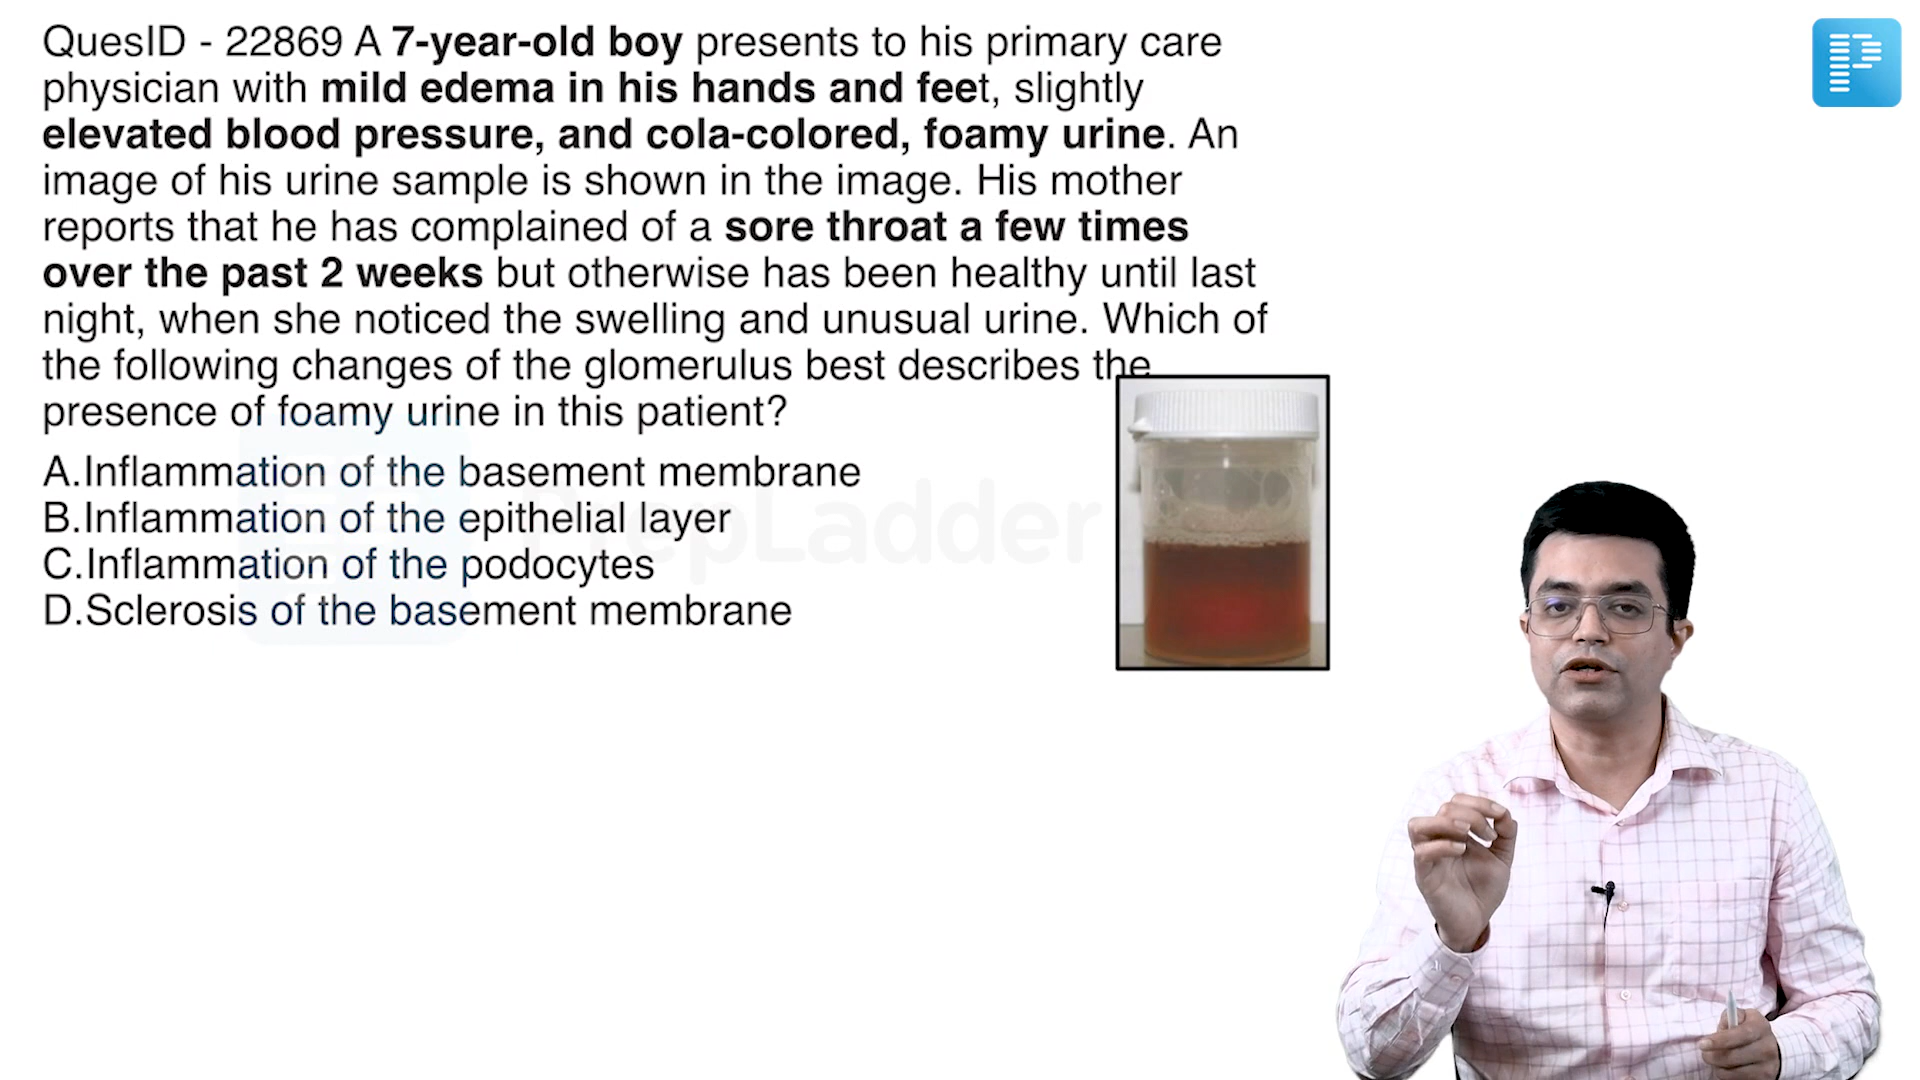 QuesID - 22869 A 7-year-old boy presents to his primary care
physician with mild edema in his hands and feet, slightly
elevated blood pressure, and cola-colored, foamy urine. An
image of his urine sample is shown in the image. His mother
reports that he has complained of a sore throat a few times
over the past 2 weeks but otherwise has been healthy until last
night, when she noticed the swelling and unusual urine. Which of
the following changes of the glomerulus best describes the
presence of foamy urine in this patient?
A.Inflammation of the basement membrane
B.Inflammation of the epithelial layer
C.Inflammation of the podocytes
D.Sclerosis of the basement membrane
PrepLadder